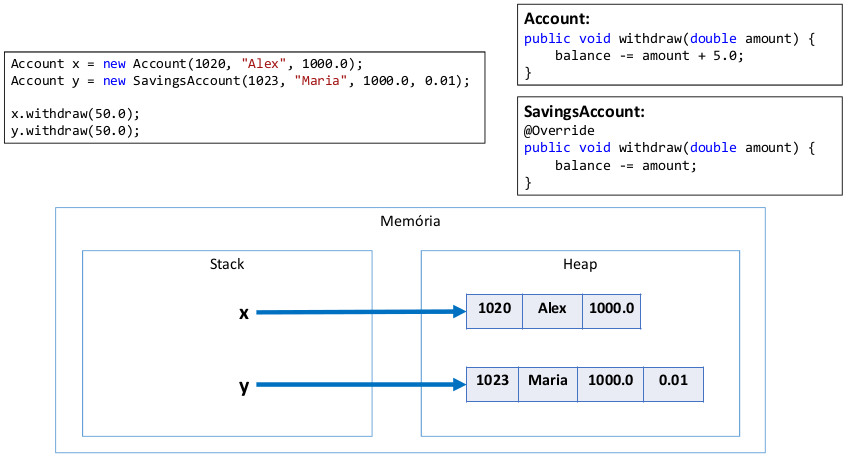 Account x = new Account(1020, "Alex", 1000.0);
Account y = new SavingsAccount(1023, "Maria", 1000.0, 0.01);
x.withdraw(50.0);
y.withdraw(50.0);
Account:
public void withdraw(double amount) {
    balance -= amount + 5.0;
}
SavingsAccount:
@Override
public void withdraw(double amount) {
    balance -= amount;
}
Memória
Stack
Heap
x
1020 Alex 1000.0
y
1023 Maria 1000.0 0.01